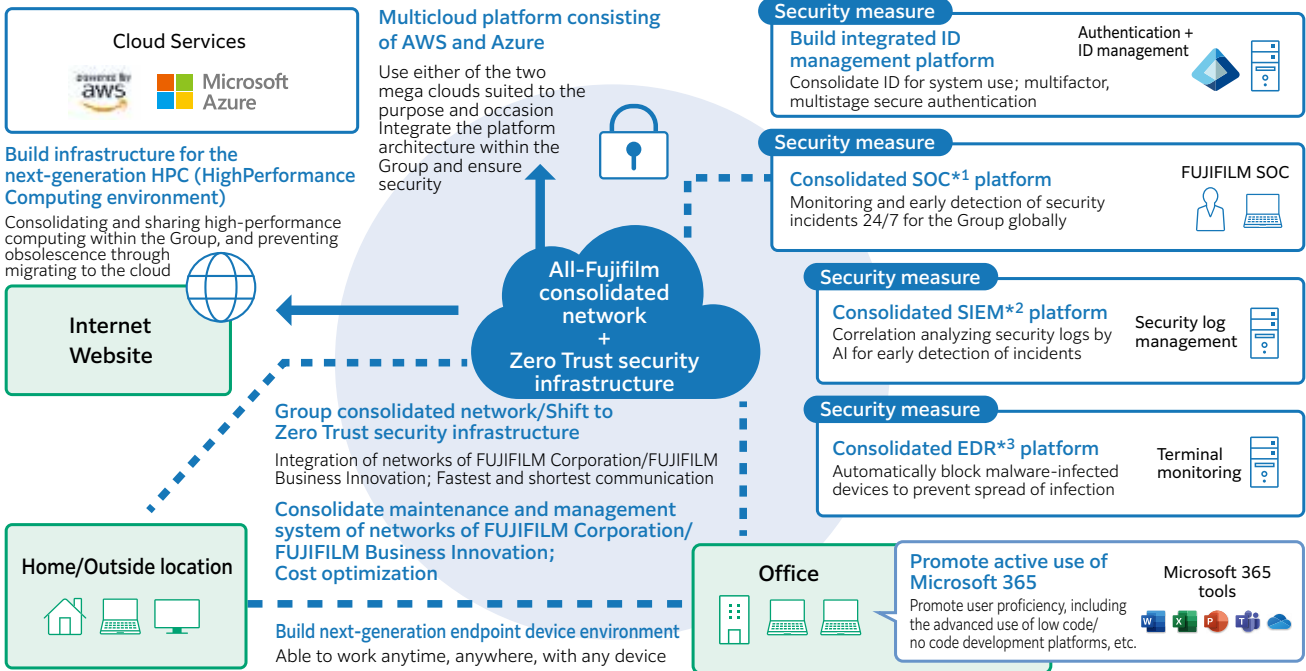 Cloud Services
powered by
aws
Microsoft
Azure
Build infrastructure for the
next-generation HPC (HighPerformance
Computing environment)
Consolidating and sharing high-performance
computing within the Group, and preventing
obsolescence through
migrating to the cloud
Internet
Website
Multicloud platform consisting
of AWS and Azure
Use either of the two
mega clouds suited to the
purpose and occasion
Integrate the platform
architecture within the
Group and ensure
security
All-Fujifilm
consolidated
network
+
Zero Trust security
infrastructure
Group consolidated network/Shift to
Zero Trust security infrastructure
Integration of networks of FUJIFILM Corporation/FUJIFILM
Business Innovation; Fastest and shortest communication
Consolidate maintenance and management
system of networks of FUJIFILM Corporation/
FUJIFILM Business Innovation;
Cost optimization
Home/Outside location
Build next-generation endpoint device environment
Able to work anytime, anywhere, with any device
Security measure
Build integrated ID
management platform
Consolidate ID for system use; multifactor,
multistage secure authentication
Authentication +
ID management
Security measure
Consolidated SOC*1 platform
Monitoring and early detection of security
incidents 24/7 for the Group globally
FUJIFILM SOC
Security measure
Consolidated SIEM*2 platform
Correlation analyzing security logs by
AI for early detection of incidents
Security log
management
Security measure
Consolidated EDR*3 platform
Automatically block malware-infected
devices to prevent spread of infection
Terminal
monitoring
Office
Promote active use of
Microsoft 365
Promote user proficiency, including
the advanced use of low code/
no code development platforms, etc.
Microsoft 365
tools
W
X
P
T